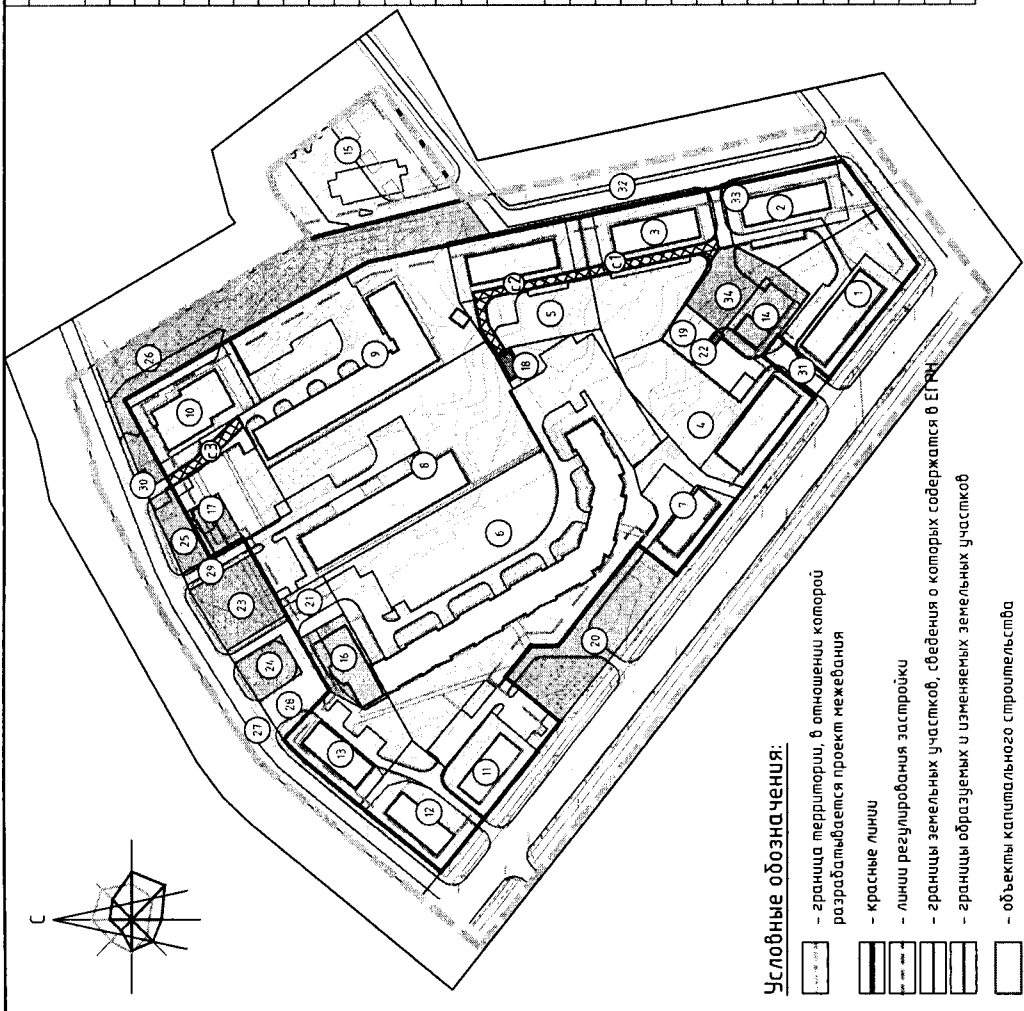 С
15
26
32
10
30
С3
3
33
2
9
С1
С2
17
25
5
34
8
18
19
14
1
29
22
23
6
31
21
4
24
16
7
28
27
20
13
11
12
Условные обозначения:
- граница территории, в отношении которой
разрабатывается проект межевания
- красные линии
- линии регулирования застройки
- границы земельных участков, сведения о которых содержатся в ЕГРН
- границы образуемых и изменяемых земельных участков
- объекты капитального строительства